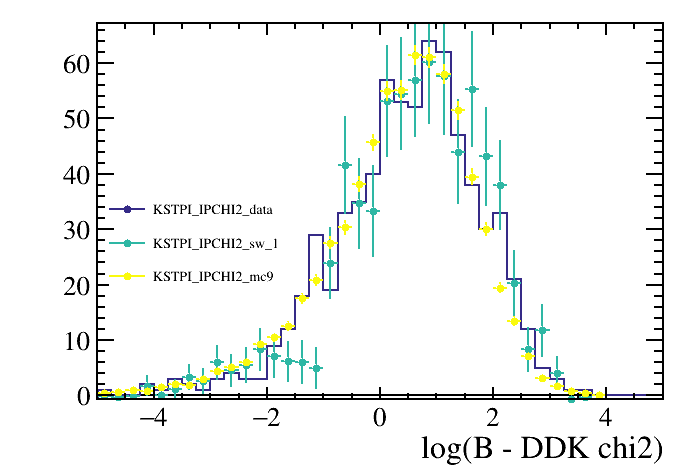 60
50
40
30
20
10
0
KSTPI_IPCHI2_data
KSTPI_IPCHI2_sw_1
KSTPI_IPCHI2_mc9
−4 −2 0 2 4
log(B - DDK chi2)